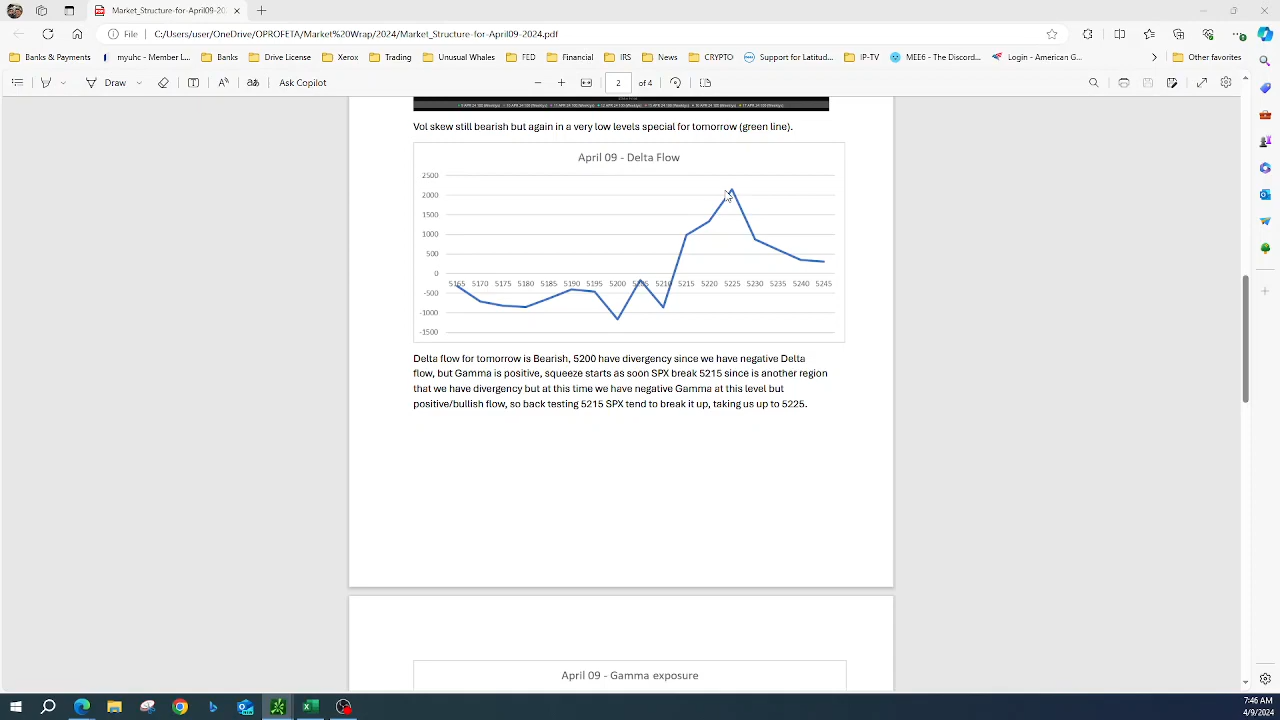 Market_Structure-for-April09-20
File C:/Users/user/OneDrive/OPROFETA/Market%20Wrap/2024/Market_Structure-for-April09-2024.pdf
Banks & Payments myuhc - Member L... Banks Drive Licence Xerox Trading Unusual Wales FED Financial IRS News CRYPTO Support for Latitud... IP-TV MEE6 - The Discord... Login - American G... Other favorites
Draw Ask Copilot 2 of 4
Vol skew still bearish but again in a very low levels special for tomorrow (green line).
April 09 - Delta Flow
2500
2000
1500
1000
500
0
5165 5170 5175 5180 5185 5190 5195 5200 5205 5210 5215 5220 5225 5230 5235 5240 5245
-500
-1000
-1500
Delta flow for tomorrow is Bearish, 5200 have divergency since we have negative Delta
flow, but Gamma is positive, squeeze starts as soon SPX break 5215 since is another region
that we have divergency but at this time we have negative Gamma at this level but
positive/bullish flow, so back testing 5215 SPX tend to break it up, taking us up to 5225.
April 09 - Gamma exposure
7:46 AM
4/9/2024